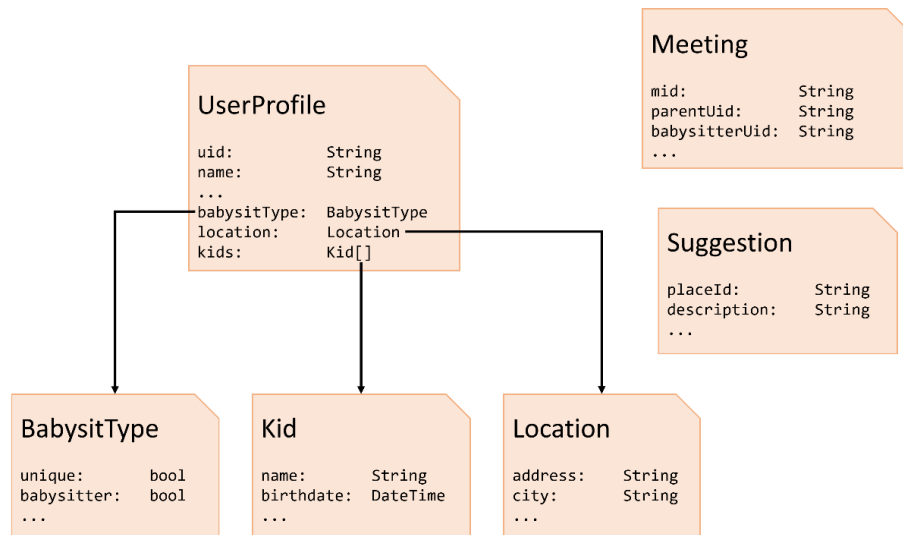 Meeting
mid: String
parentUid: String
babysitterUid: String
...
UserProfile
uid: String
name: String
...
babysitType: BabysitType
location: Location
kids: Kid[]
Suggestion
placeId: String
description: String
...
BabysitType
unique: bool
babysitter: bool
...
Kid
name: String
birthdate: DateTime
...
Location
address: String
city: String
...